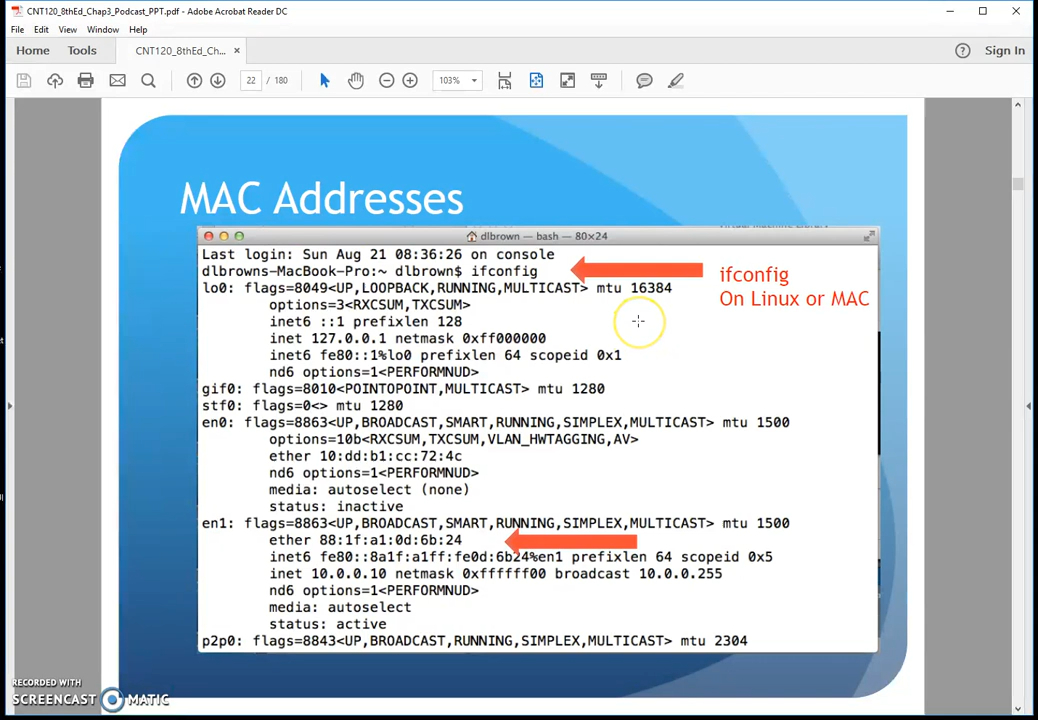 CNT120_8thEd_Chap3_Podcast_PPT.pdf - Adobe Acrobat Reader DC
File Edit View Window Help
Home Tools CNT120_8thEd_Ch... × Sign In
22 / 180 103%
MAC Addresses
dlbrown — bash — 80×24
Last login: Sun Aug 21 08:36:26 on console
dlbrowns-MacBook-Pro:~ dlbrown$ ifconfig
ifconfig
On Linux or MAC
lo0: flags=8049<UP,LOOPBACK,RUNNING,MULTICAST> mtu 16384
options=3<RXCSUM,TXCSUM>
inet6 ::1 prefixlen 128
inet 127.0.0.1 netmask 0xff000000
inet6 fe80::1%lo0 prefixlen 64 scopeid 0x1
nd6 options=1<PERFORMNUD>
gif0: flags=8010<POINTOPOINT,MULTICAST> mtu 1280
stf0: flags=0<> mtu 1280
en0: flags=8863<UP,BROADCAST,SMART,RUNNING,SIMPLEX,MULTICAST> mtu 1500
options=10b<RXCSUM,TXCSUM,VLAN_HWTAGGING,AV>
ether 10:dd:b1:cc:72:4c
nd6 options=1<PERFORMNUD>
media: autoselect (none)
status: inactive
en1: flags=8863<UP,BROADCAST,SMART,RUNNING,SIMPLEX,MULTICAST> mtu 1500
ether 88:1f:a1:0d:6b:24
inet6 fe80::8a1f:a1ff:fe0d:6b24%en1 prefixlen 64 scopeid 0x5
inet 10.0.0.10 netmask 0xffffff00 broadcast 10.0.0.255
nd6 options=1<PERFORMNUD>
media: autoselect
status: active
p2p0: flags=8843<UP,BROADCAST,RUNNING,SIMPLEX,MULTICAST> mtu 2304
RECORDED WITH
SCREENCAST MATIC